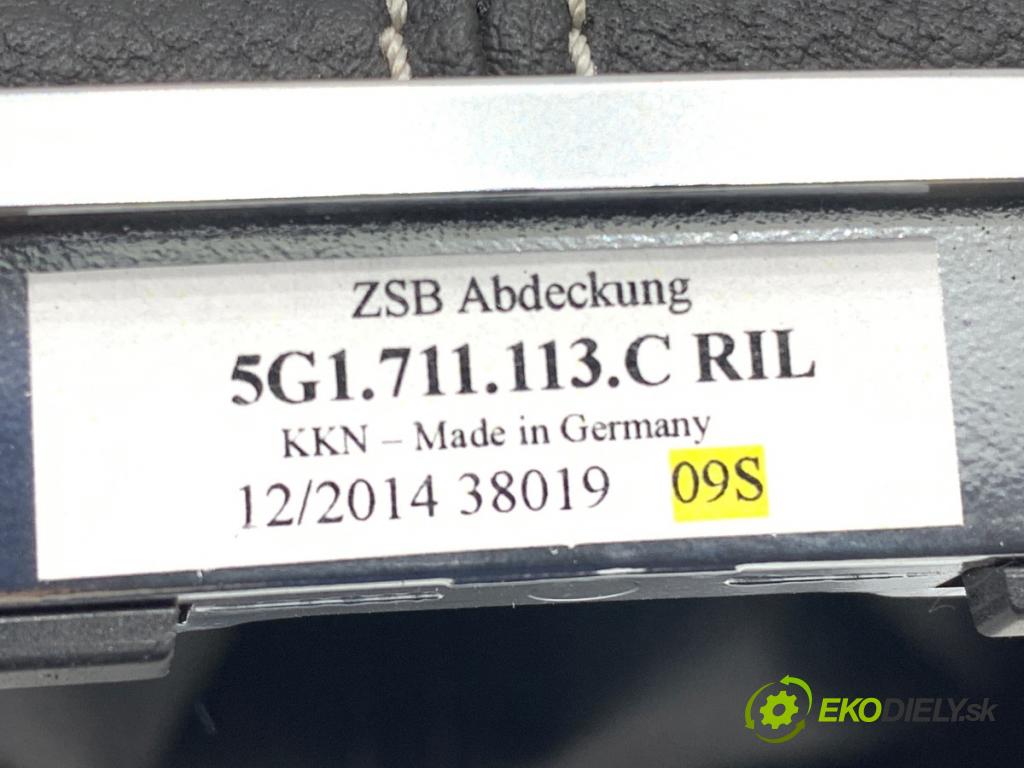 ZSB Abdeckung
5G1.711.113.C RIL
KKN – Made in Germany
12/2014 38019 09S
EKODIELY.sk